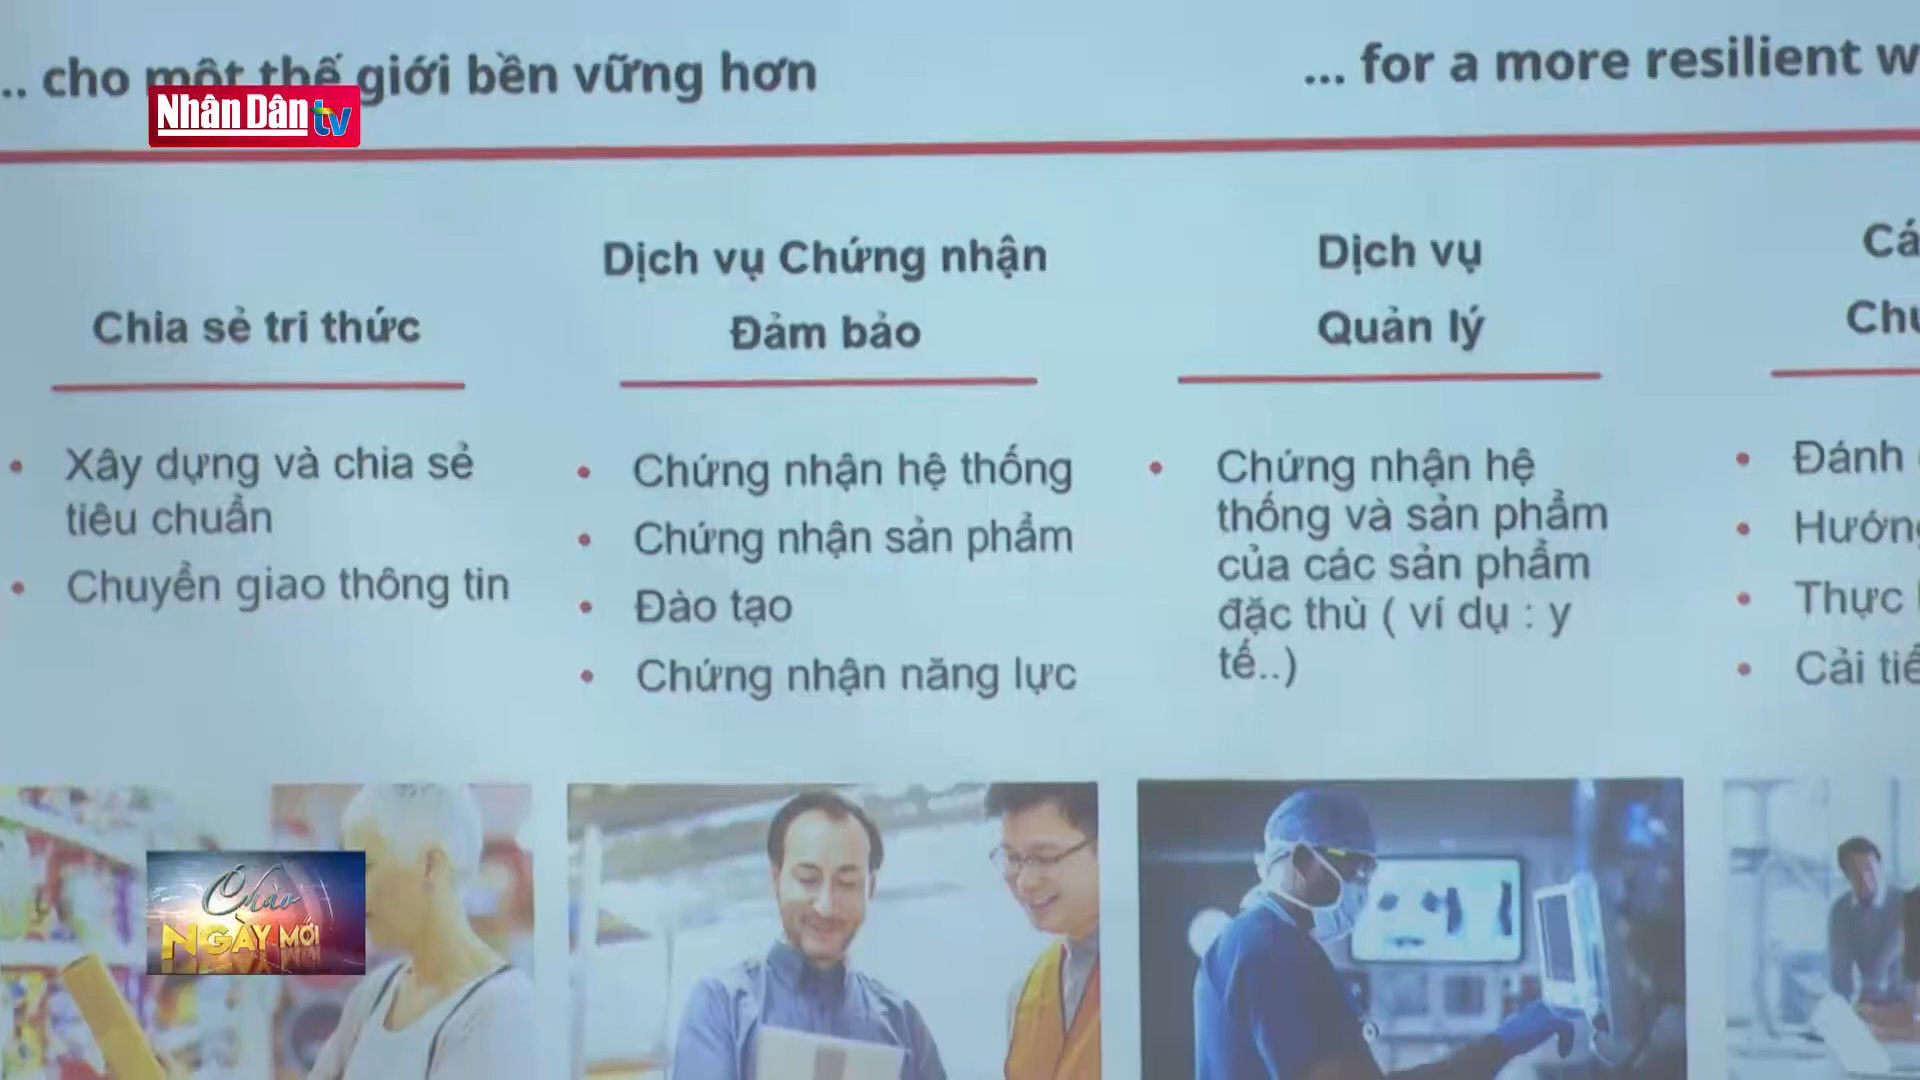 .. cho một thế giới bền vững hơn
... for a more resilient w
Nhân Dân tv
Chia sẻ tri thức
• Xây dựng và chia sẻ
tiêu chuẩn
• Chuyển giao thông tin
Dịch vụ Chứng nhận
Đảm bảo
• Chứng nhận hệ thống
• Chứng nhận sản phẩm
• Đào tạo
• Chứng nhận năng lực
Dịch vụ
Quản lý
• Chứng nhận hệ
thống và sản phẩm
của các sản phẩm
đặc thù ( ví dụ : y
tế..)
Cá
Chu
• Đánh
• Hướng
• Thực
• Cải tiế
Chào
NGÀY MỚI